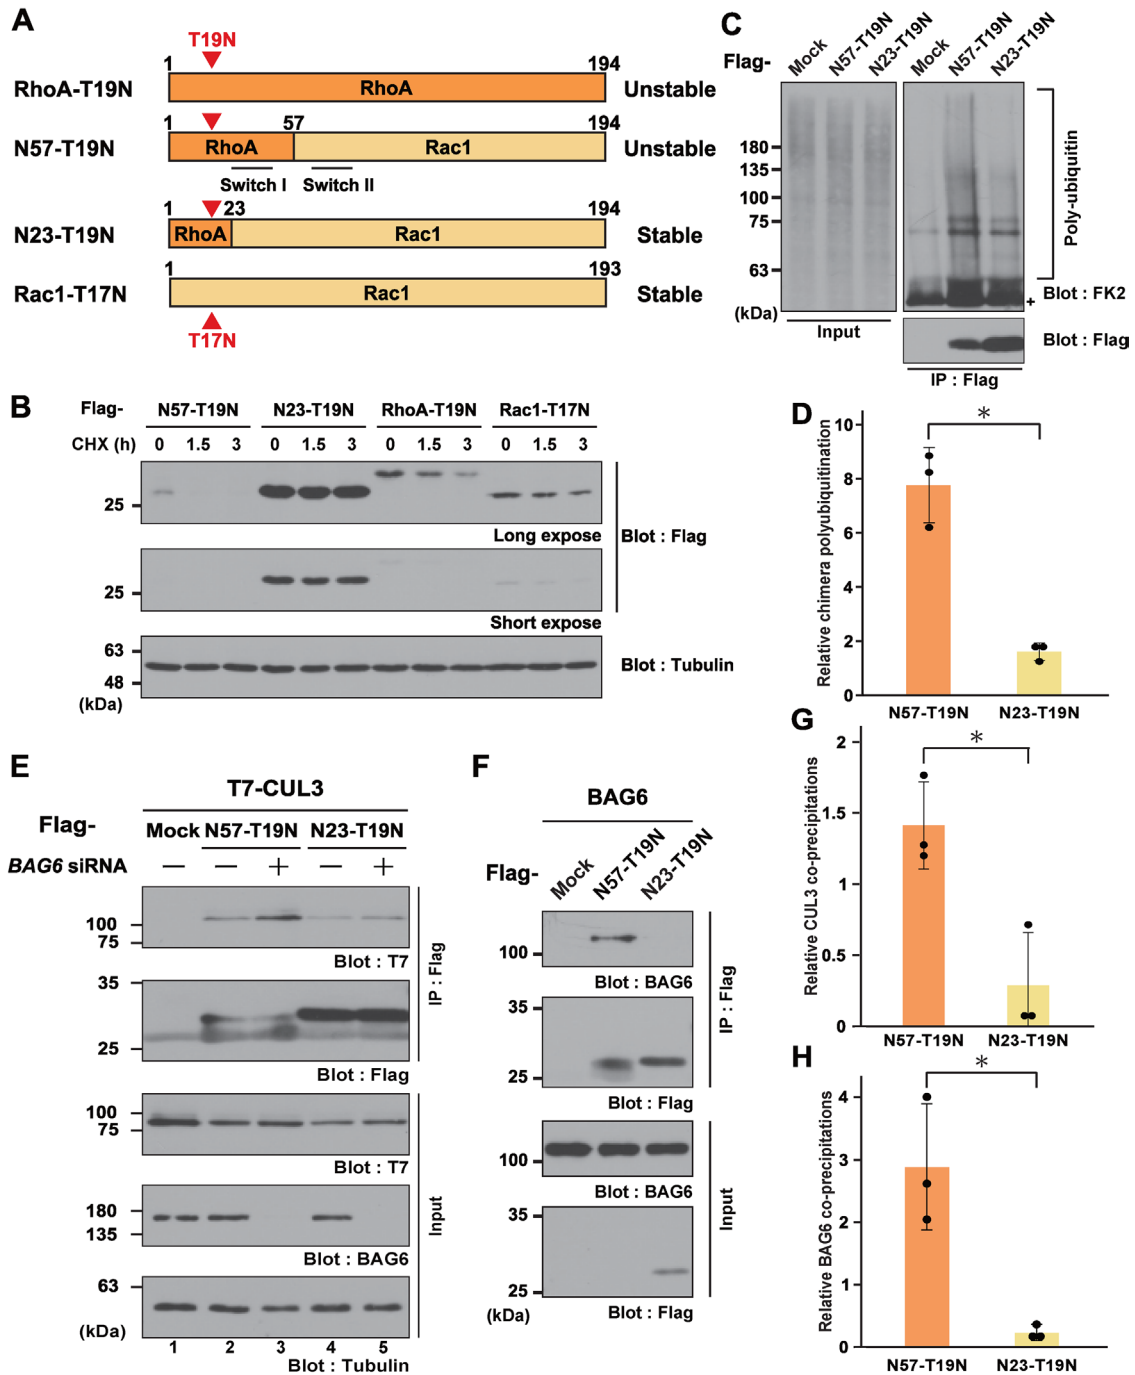 A
T19N
1 194
RhoA-T19N RhoA Unstable
1 57 194
N57-T19N RhoA Rac1 Unstable
Switch I Switch II
1 23 194
N23-T19N RhoA Rac1 Stable
1 193
Rac1-T17N Rac1 Stable
T17N
B
Flag- N57-T19N N23-T19N RhoA-T19N Rac1-T17N
CHX (h) 0 1.5 3 0 1.5 3 0 1.5 3 0 1.5 3
25
Long expose
Blot : Flag
25
Short expose
63
Blot : Tubulin
48
(kDa)
C
Flag- Mock N57-T19N N23-T19N Mock N57-T19N N23-T19N
180
135
100
75
63
(kDa)
Poly-ubiquitin
+ Blot : FK2
Blot : Flag
Input
IP : Flag
D
Relative chimera polyubiquitination
10
8
6
4
2
0
*
N57-T19N N23-T19N
E
T7-CUL3
Flag- Mock N57-T19N N23-T19N
BAG6 siRNA — — + — +
100
75
Blot : T7
35
25
Blot : Flag
IP : Flag
100
75
Blot : T7
180
135
Blot : BAG6
63
(kDa)
1 2 3 4 5
Blot : Tubulin
Input
F
BAG6
Flag- Mock N57-T19N N23-T19N
100
Blot : BAG6
35
25
Blot : Flag
IP : Flag
100
Blot : BAG6
35
25
(kDa)
Blot : Flag
Input
G
Relative CUL3 co-precipitations
2
1.5
1
0.5
0
*
N57-T19N N23-T19N
H
Relative BAG6 co-precipitations
4
3
2
1
0
*
N57-T19N N23-T19N